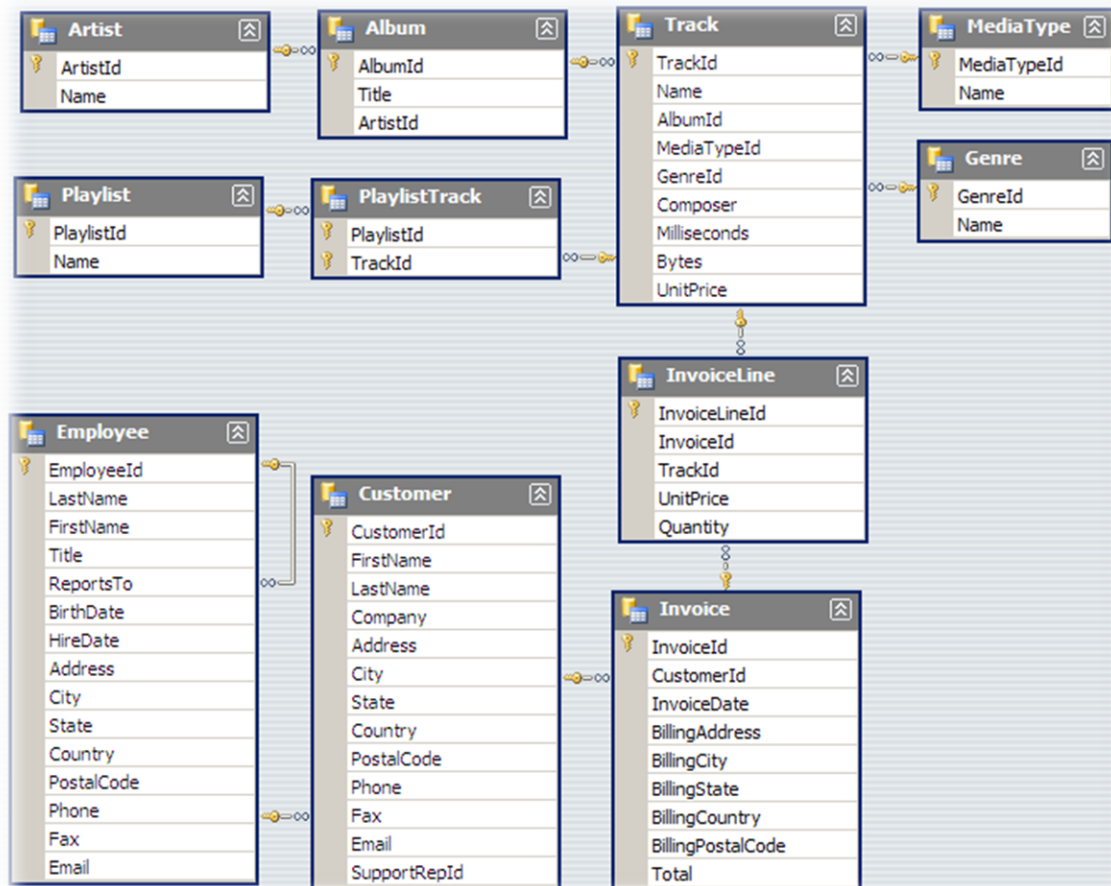 Artist
ArtistId
Name
Album
AlbumId
Title
ArtistId
Track
TrackId
Name
AlbumId
MediaTypeId
GenreId
Composer
Milliseconds
Bytes
UnitPrice
MediaType
MediaTypeId
Name
Genre
GenreId
Name
Playlist
PlaylistId
Name
PlaylistTrack
PlaylistId
TrackId
InvoiceLine
InvoiceLineId
InvoiceId
TrackId
UnitPrice
Quantity
Employee
EmployeeId
LastName
FirstName
Title
ReportsTo
BirthDate
HireDate
Address
City
State
Country
PostalCode
Phone
Fax
Email
Customer
CustomerId
FirstName
LastName
Company
Address
City
State
Country
PostalCode
Phone
Fax
Email
SupportRepId
Invoice
InvoiceId
CustomerId
InvoiceDate
BillingAddress
BillingCity
BillingState
BillingCountry
BillingPostalCode
Total